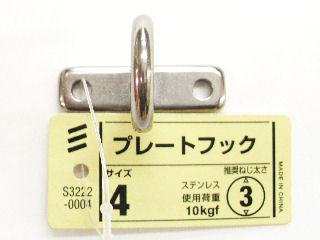 プレートフック
サイズ
4
S3222
-0004
ステンレス
使用荷重
10kgf
推奨ねじ太さ
3
MADE IN CHINA